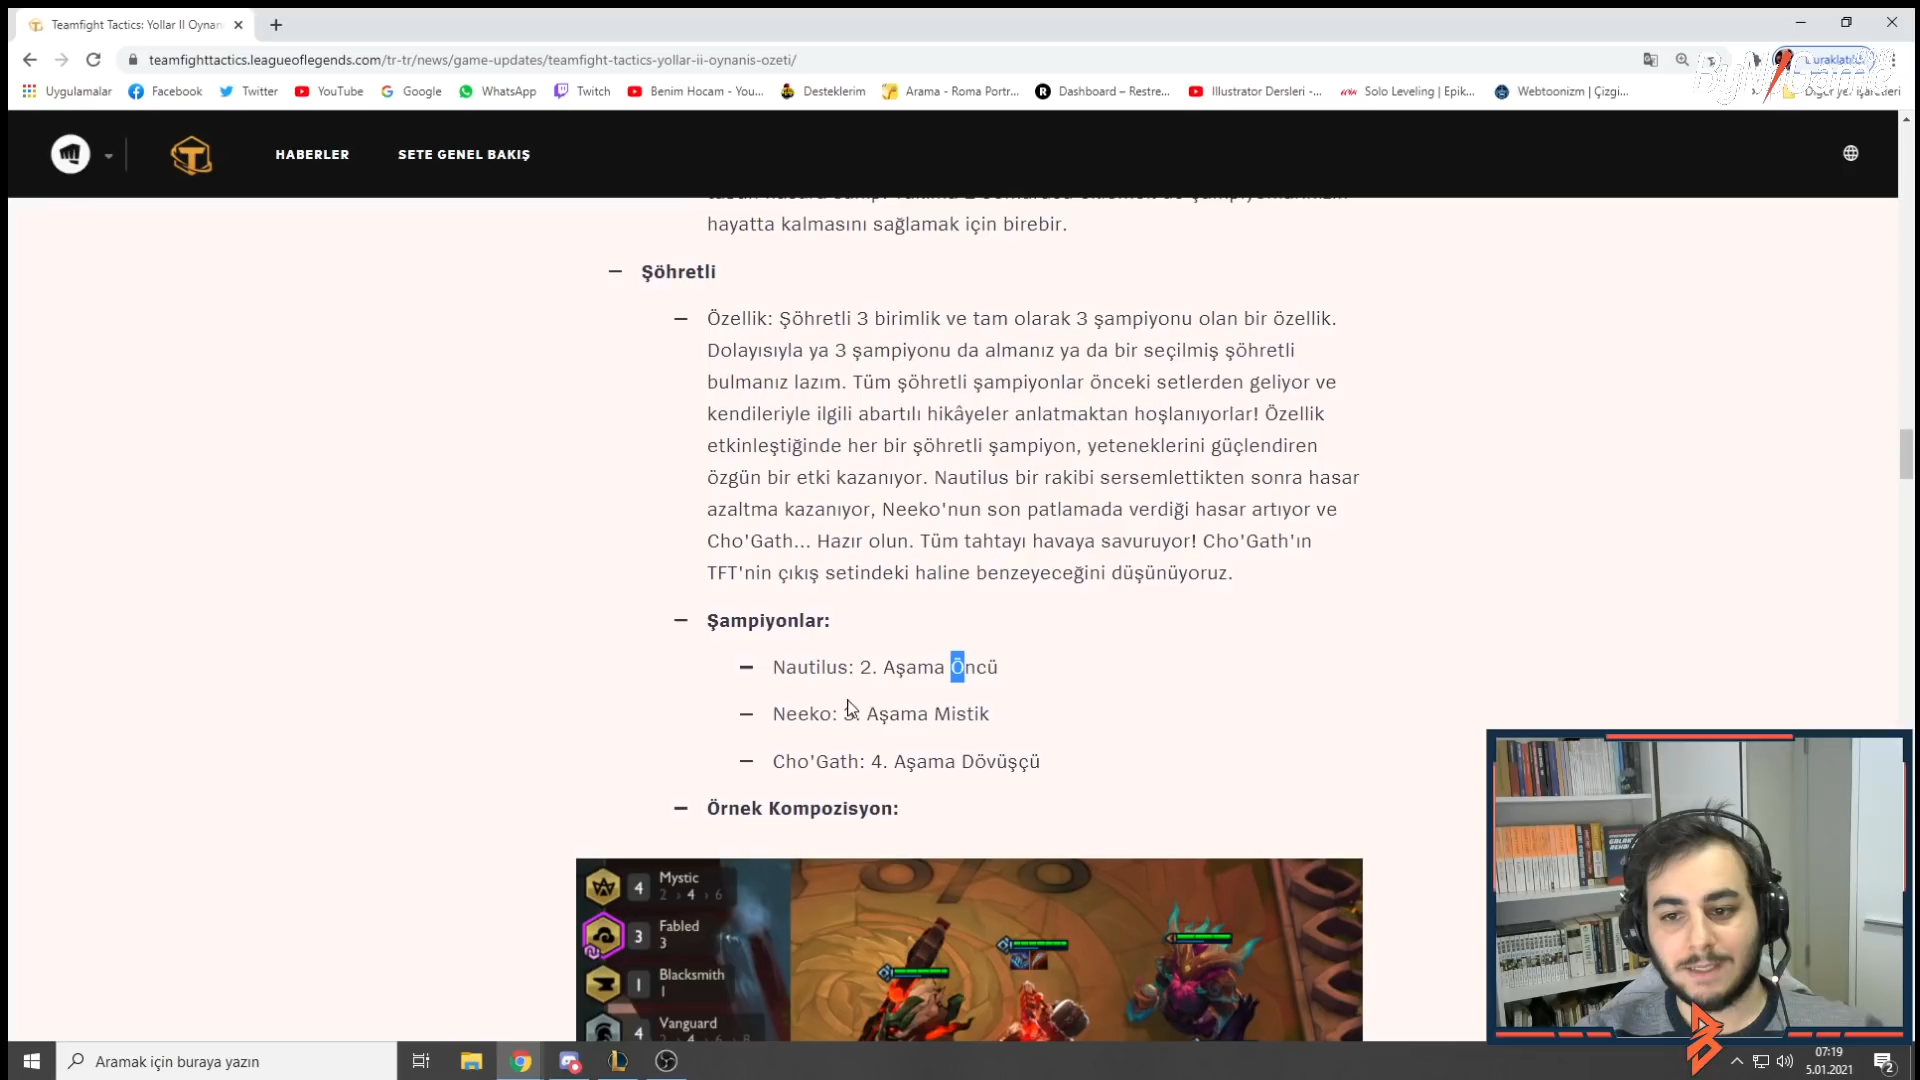 Teamfight Tactics: Yollar II Oynan
teamfighttactics.leagueoflegends.com/tr-tr/news/game-updates/teamfight-tactics-yollar-ii-oynanis-ozeti/
Uygulamalar
Facebook
Twitter
YouTube
Google
WhatsApp
Twitch
Benim Hocam - You...
Desteklerim
Arama - Roma Portr...
Dashboard – Restre...
Illustrator Dersleri -...
Solo Leveling | Epik...
Webtoonizm | Çizgi...
HABERLER
SETE GENEL BAKIŞ
hayatta kalmasını sağlamak için birebir.
– Şöhretli
– Özellik: Şöhretli 3 birimlik ve tam olarak 3 şampiyonu olan bir özellik.
Dolayısıyla ya 3 şampiyonu da almanız ya da bir seçilmiş şöhretli
bulmanız lazım. Tüm şöhretli şampiyonlar önceki setlerden geliyor ve
kendileriyle ilgili abartılı hikâyeler anlatmaktan hoşlanıyorlar! Özellik
etkinleştiğinde her bir şöhretli şampiyon, yeteneklerini güçlendiren
özgün bir etki kazanıyor. Nautilus bir rakibi sersemlettikten sonra hasar
azaltma kazanıyor, Neeko'nun son patlamada verdiği hasar artıyor ve
Cho'Gath... Hazır olun. Tüm tahtayı havaya savuruyor! Cho'Gath'ın
TFT'nin çıkış setindeki haline benzeyeceğini düşünüyoruz.
– Şampiyonlar:
– Nautilus: 2. Aşama Öncü
– Neeko: 3. Aşama Mistik
– Cho'Gath: 4. Aşama Dövüşçü
– Örnek Kompozisyon:
4 Mystic
2 › 4 › 6
3 Fabled
3
1 Blacksmith
1
4 Vanguard
Aramak için buraya yazın
07:19
5.01.2021
2